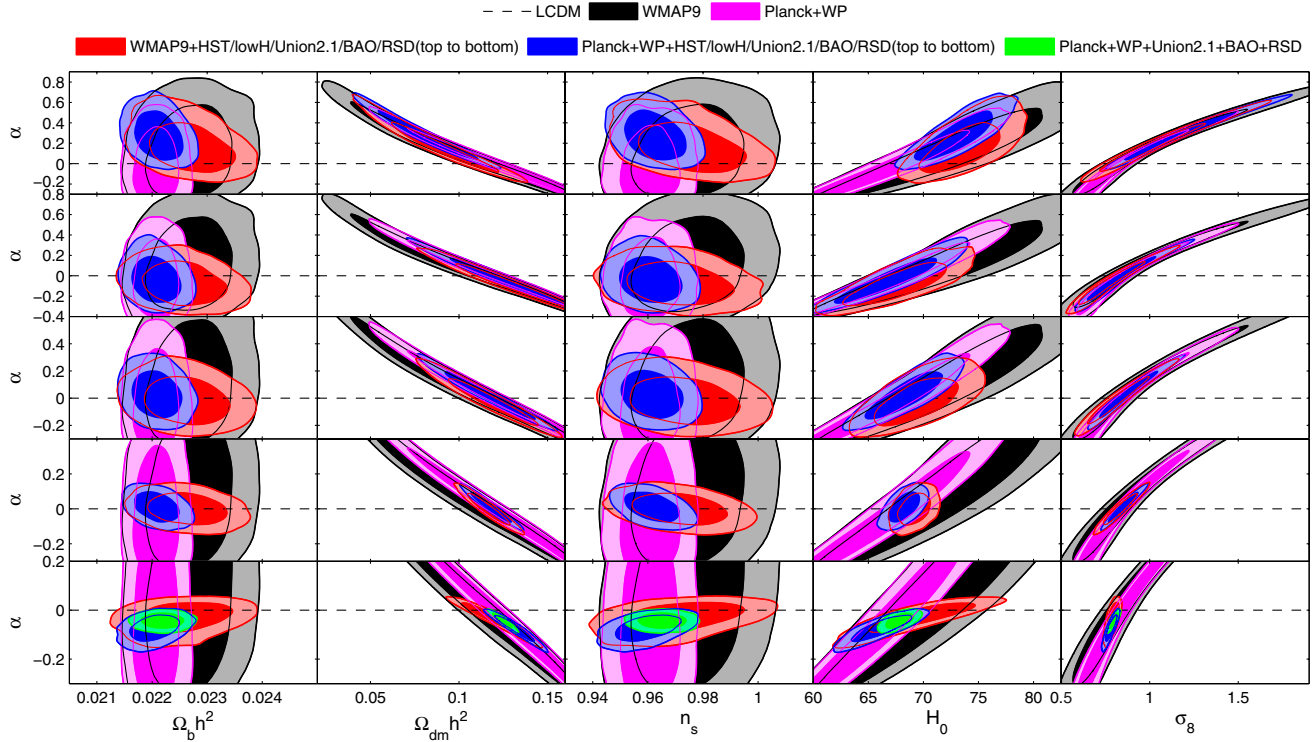 LCDM WMAP9 Planck+WP
WMAP9+HST/lowH/Union2.1/BAO/RSD(top to bottom) Planck+WP+HST/lowH/Union2.1/BAO/RSD(top to bottom) Planck+WP+Union2.1+BAO+RSD
0.8
0.6
0.4
0.2
0
−0.2
α
0.8
0.6
0.4
0.2
0
−0.2
−0.4
α
0.4
0.2
0
−0.2
α
0.2
0
−0.2
α
0.2
0
−0.2
α
0.021 0.022 0.023 0.024 0.05 0.1 0.15 0.94 0.96 0.98 1 60 65 70 75 80 0.5 1 1.5
Ω_b h² Ω_dm h² n_s H_0 σ_8